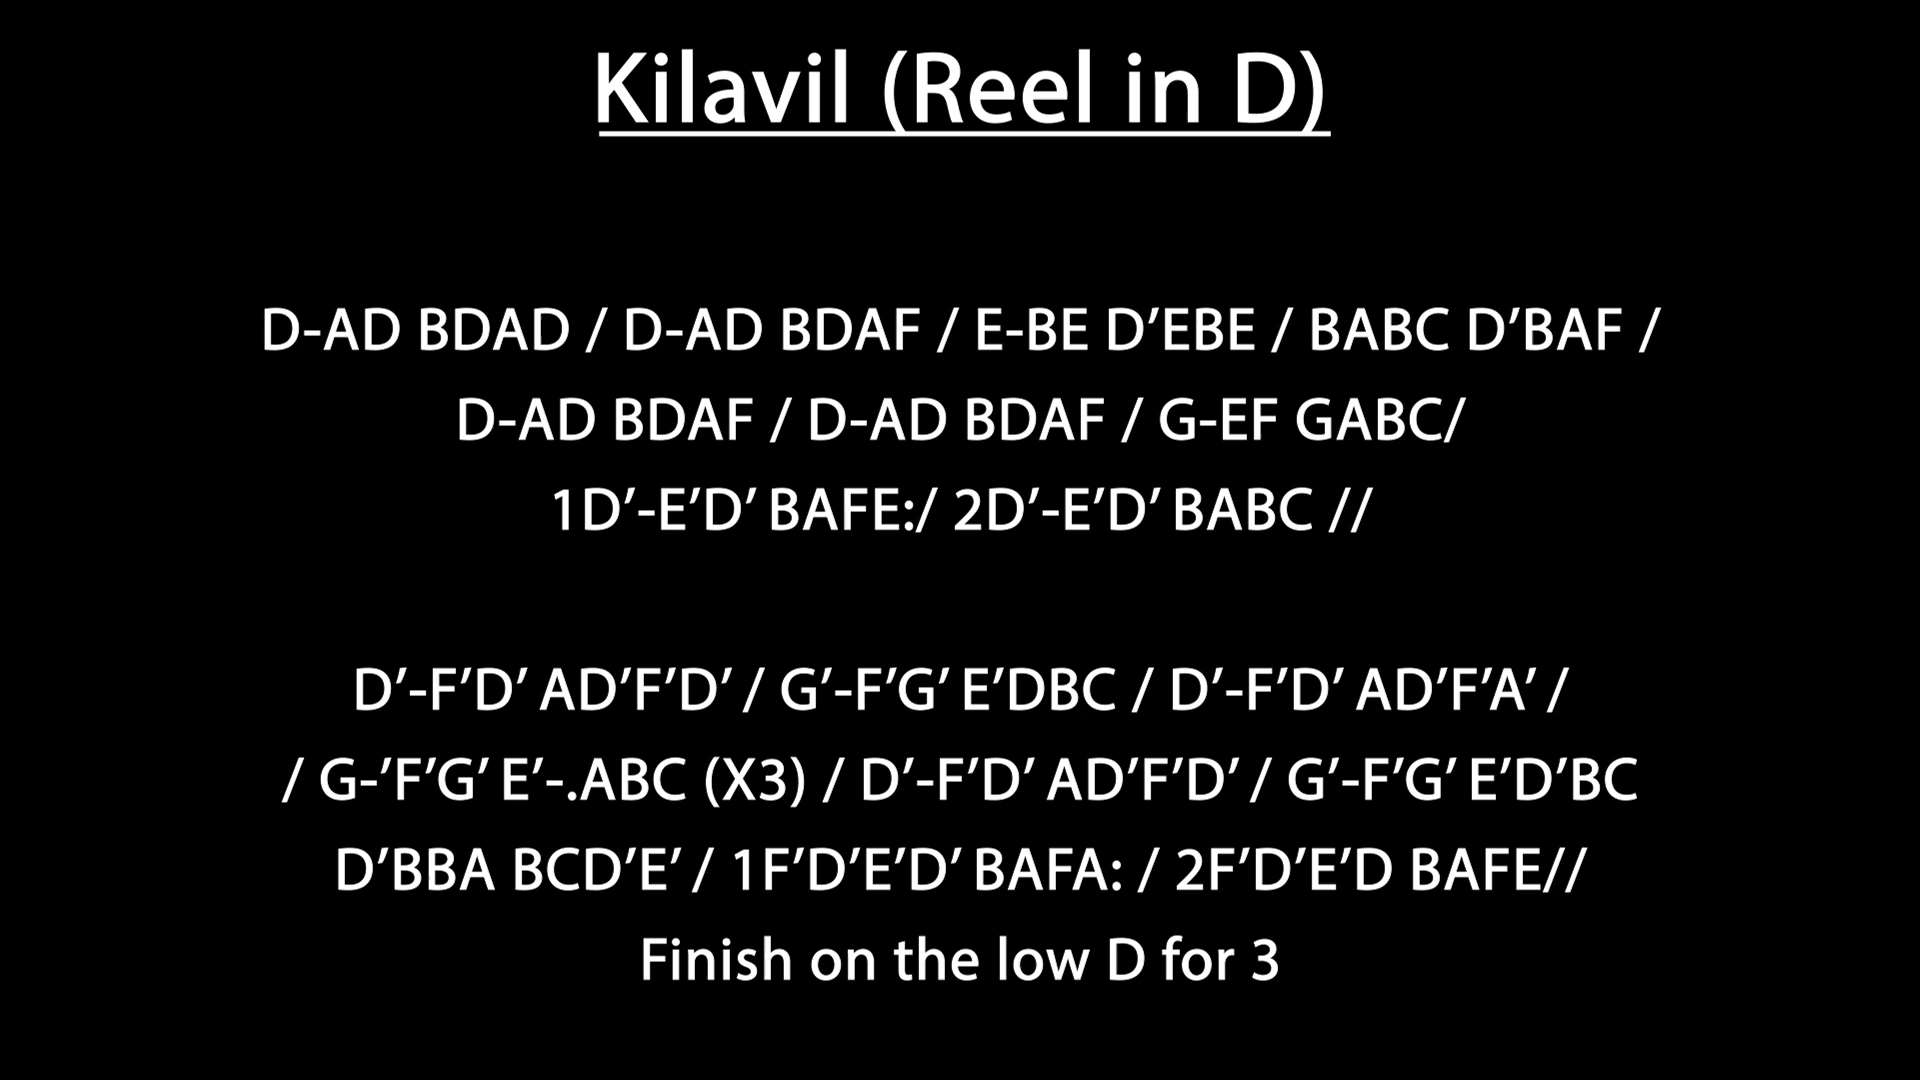 Kilavil (Reel in D)
D-AD BDAD / D-AD BDAF / E-BE D’EBE / BABC D’BAF /
D-AD BDAF / D-AD BDAF / G-EF GABC/
1D’-E’D’ BAFE:/ 2D’-E’D’ BABC //
D’-F’D’ AD’F’D’ / G’-F’G’ E’DBC / D’-F’D’ AD’F’A’ /
/ G-’F’G’ E’-.ABC (X3) / D’-F’D’ AD’F’D’ / G’-F’G’ E’D’BC
D’BBA BCD’E’ / 1F’D’E’D’ BAFA: / 2F’D’E’D BAFE//
Finish on the low D for 3